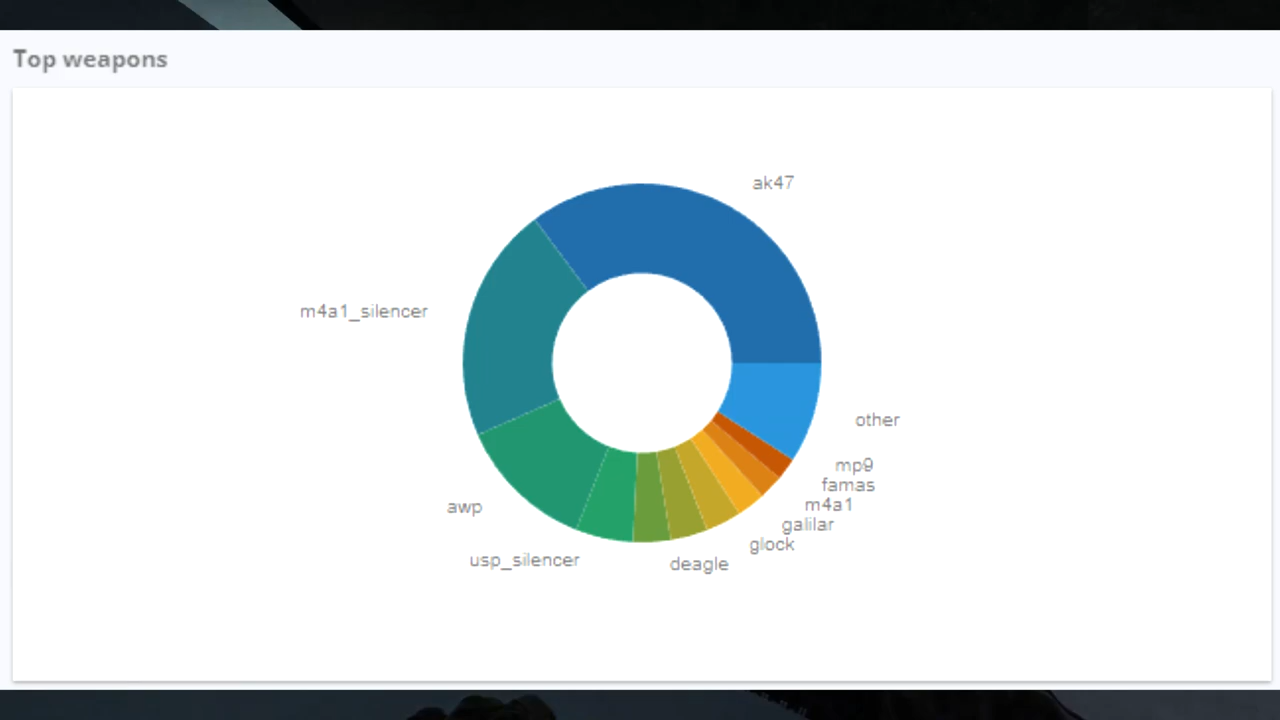 Top weapons
ak47
m4a1_silencer
other
mp9
famas
m4a1
awp
galilar
glock
usp_silencer
deagle